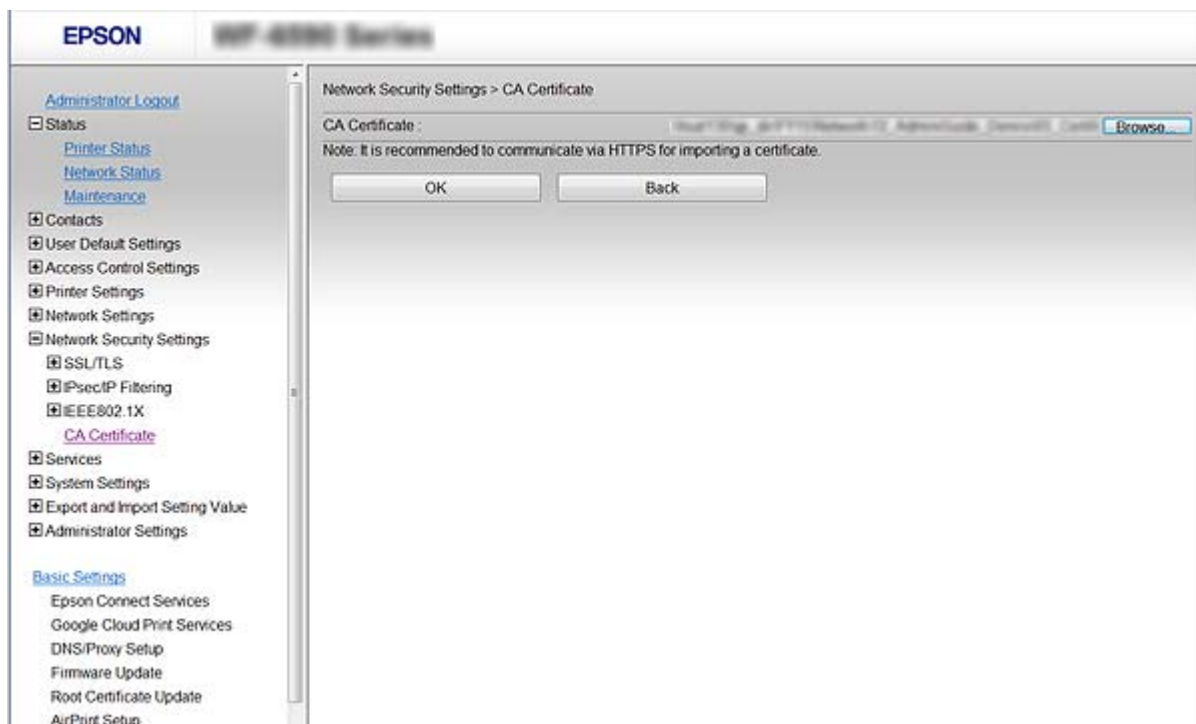 EPSON
Administrator Logout
Status
Printer Status
Network Status
Maintenance
Contacts
User Default Settings
Access Control Settings
Printer Settings
Network Settings
Network Security Settings
SSL/TLS
IPsec/IP Filtering
IEEE802.1X
CA Certificate
Services
System Settings
Export and Import Setting Value
Administrator Settings
Basic Settings
Epson Connect Services
Google Cloud Print Services
DNS/Proxy Setup
Firmware Update
Root Certificate Update
AirPrint Setup
Network Security Settings > CA Certificate
CA Certificate :
Browse...
Note: It is recommended to communicate via HTTPS for importing a certificate.
OK
Back